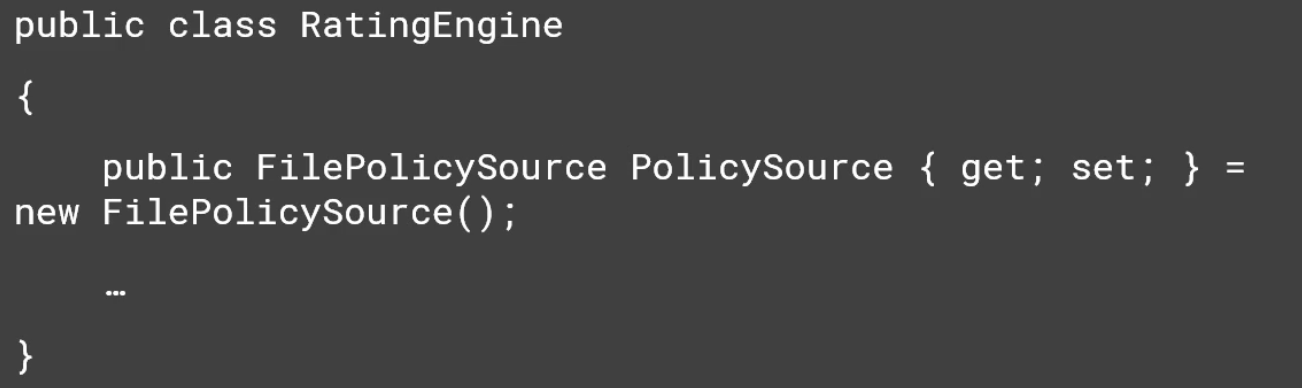 public class RatingEngine
{
public FilePolicySource PolicySource { get; set; } =
new FilePolicySource();
…
}